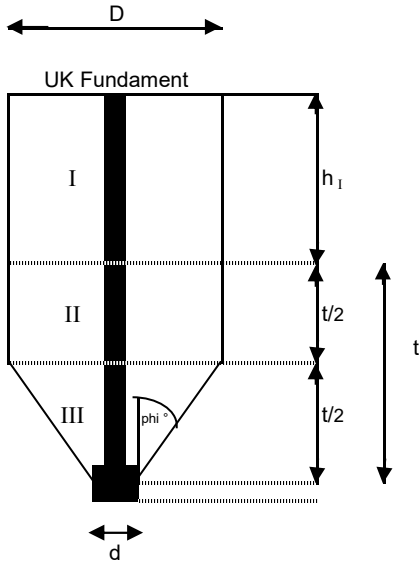 D
UK Fundament
I
h I
II
t/2
t
III
phi °
t/2
d